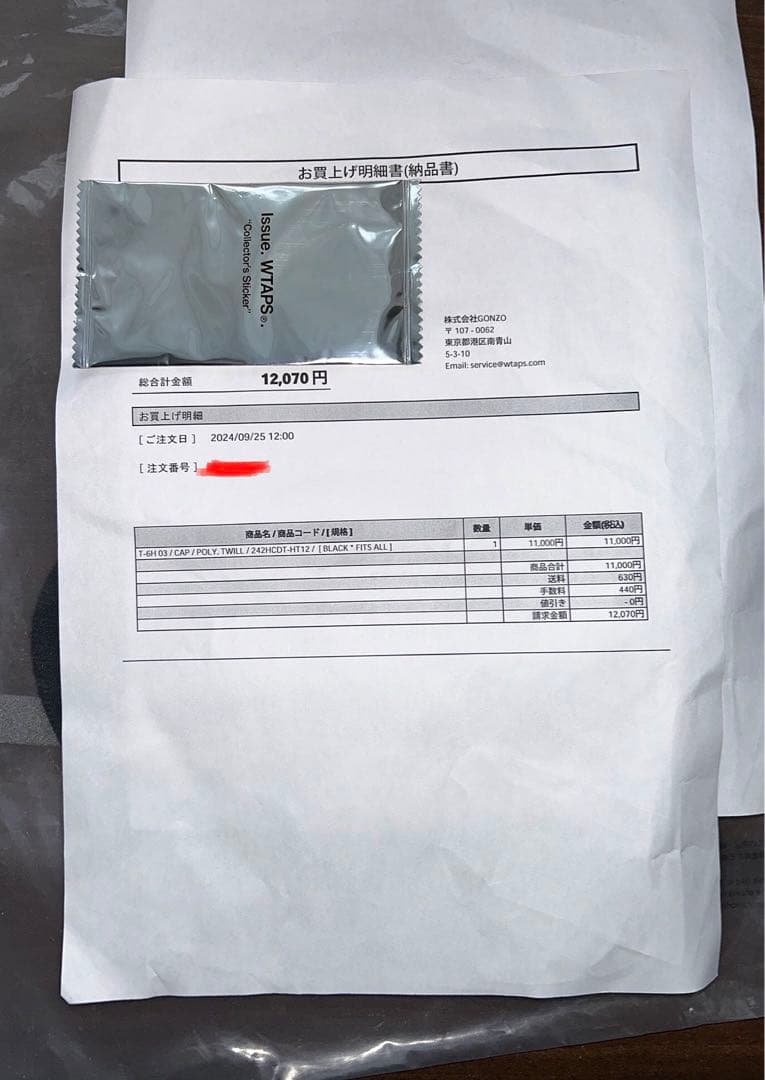 お買上げ明細書(納品書)
Issue. WTAPS®.
"Collector's Sticker"
株式会社GONZO
〒 107 - 0062
東京都港区南青山
5-3-10
Email: service@wtaps.com
総合計金額 12,070 円
お買上げ明細
[ ご注文日 ] 2024/09/25 12:00
[ 注文番号 ]
商品名 / 商品コード / [ 規格 ] 数量 単価 金額(税込)
T-6H 03 / CAP / POLY. TWILL / 242HCDT-HT12 / [ BLACK * FITS ALL ] 1 11,000円 11,000円
商品合計 11,000円
送料 630円
手数料 440円
値引き - 0円
請求金額 12,070円